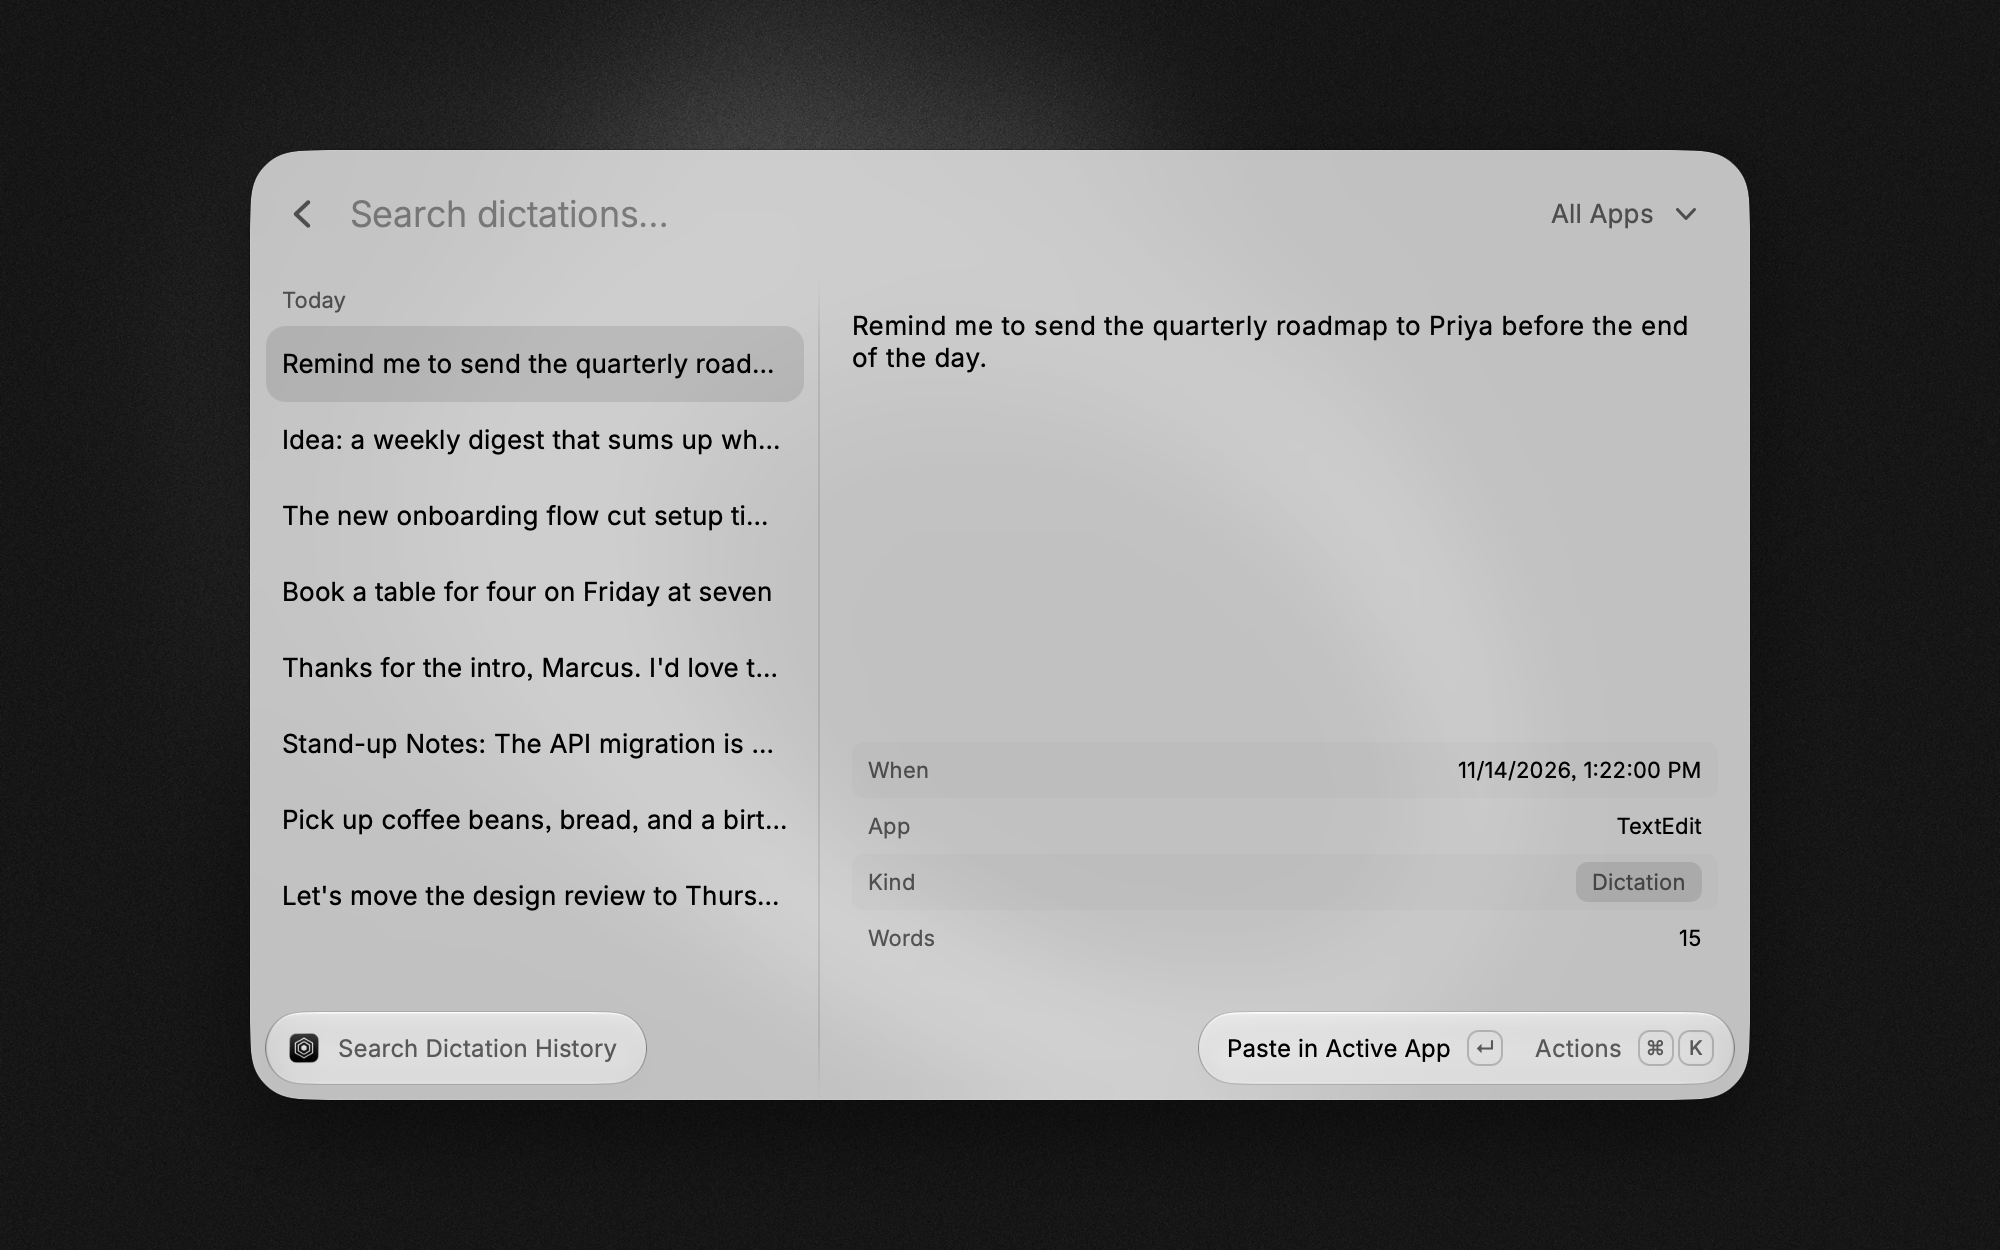 Search dictations...
All Apps
Today
Remind me to send the quarterly road...
Idea: a weekly digest that sums up wh...
The new onboarding flow cut setup ti...
Book a table for four on Friday at seven
Thanks for the intro, Marcus. I'd love t...
Stand-up Notes: The API migration is ...
Pick up coffee beans, bread, and a birt...
Let's move the design review to Thurs...
Remind me to send the quarterly roadmap to Priya before the end
of the day.
When 11/14/2026, 1:22:00 PM
App TextEdit
Kind Dictation
Words 15
Search Dictation History
Paste in Active App ↵ Actions ⌘ K